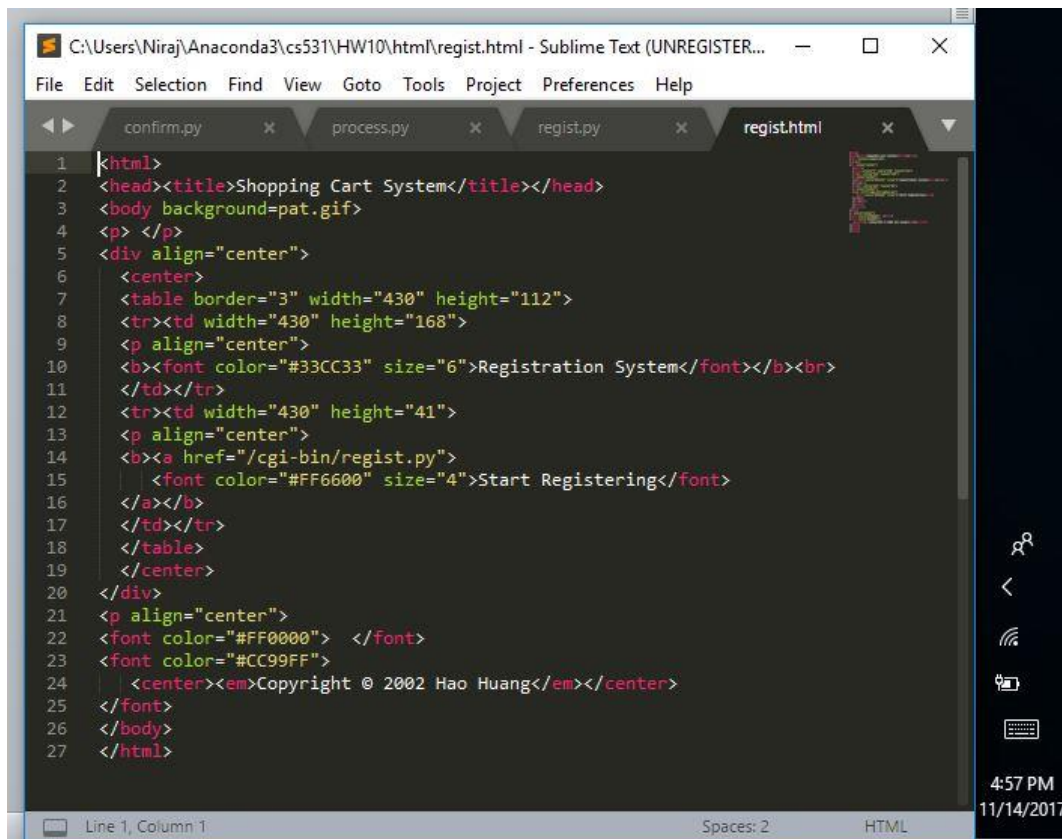 C:\Users\Niraj\Anaconda3\cs531\HW10\html\regist.html - Sublime Text (UNREGISTER...
File Edit Selection Find View Goto Tools Project Preferences Help
confirm.py process.py regist.py regist.html
1 <html>
2 <head><title>Shopping Cart System</title></head>
3 <body background=pat.gif>
4 <p> </p>
5 <div align="center">
6 <center>
7 <table border="3" width="430" height="112">
8 <tr><td width="430" height="168">
9 <p align="center">
10 <b><font color="#33CC33" size="6">Registration System</font></b><br>
11 </td></tr>
12 <tr><td width="430" height="41">
13 <p align="center">
14 <b><a href="/cgi-bin/regist.py">
15 <font color="#FF6600" size="4">Start Registering</font>
16 </a></b>
17 </td></tr>
18 </table>
19 </center>
20 </div>
21 <p align="center">
22 <font color="#FF0000">  </font>
23 <font color="#CC99FF">
24 <center><em>Copyright © 2002 Hao Huang</em></center>
25 </font>
26 </body>
27 </html>
Line 1, Column 1 Spaces: 2 HTML
4:57 PM
11/14/2017